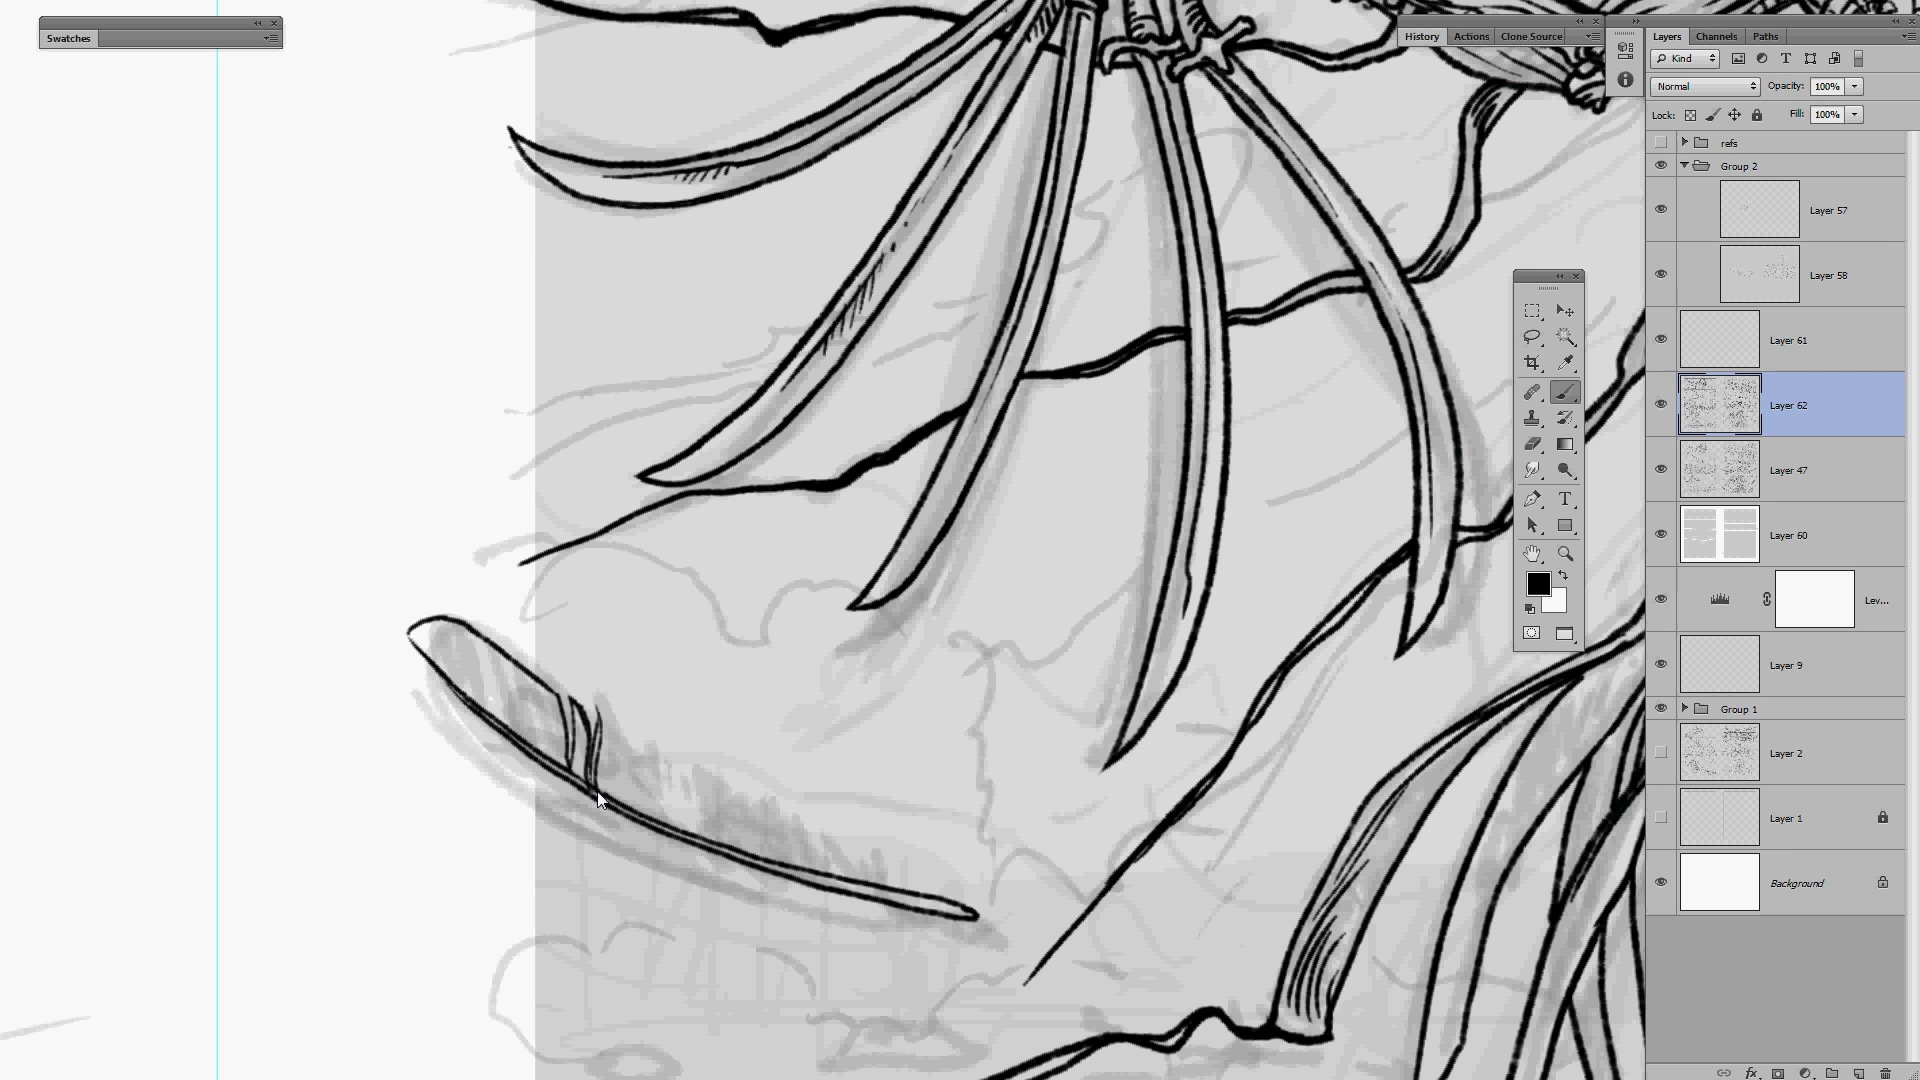 Swatches
History Actions Clone Source
Layers Channels Paths
Kind
T
Normal Opacity: 100%
Lock: Fill: 100%
refs
Group 2
Layer 57
Layer 58
Layer 61
Layer 62
Layer 47
Layer 60
Lev...
Layer 9
Group 1
Layer 2
Layer 1
Background
T
fx